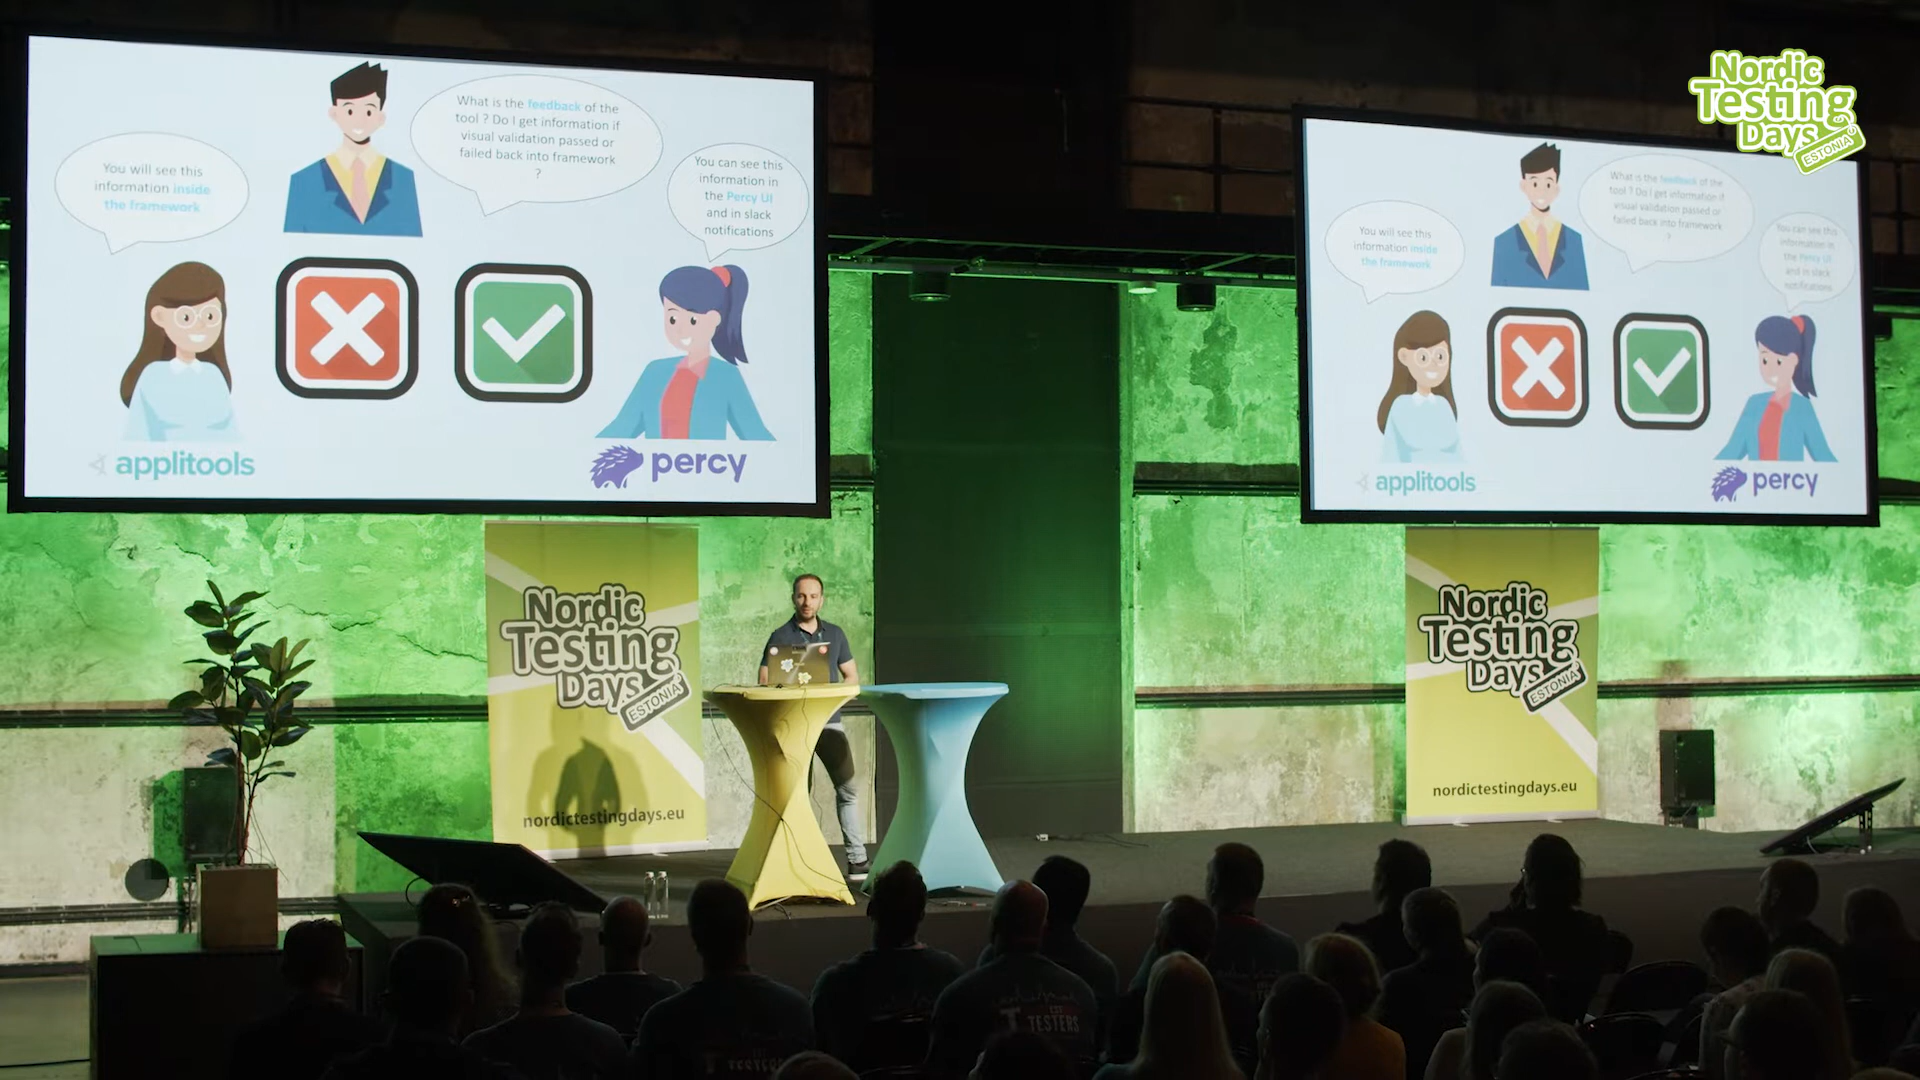 You will see this
information inside
the framework
What is the feedback of the
tool ? Do I get information if
visual validation passed or
failed back into framework
?
You can see this
information in
the Percy UI
and in slack
notifications
applitools
percy
You will see this
information inside
the framework
What is the feedback of the
tool ? Do I get information if
visual validation passed or
failed back into framework
?
You can see this
information in
the Percy UI
and in slack
notifications
applitools
percy
Nordic
Testing
Days
ESTONIA
Nordic
Testing
Days
ESTONIA
nordictestingdays.eu
Nordic
Testing
Days
ESTONIA
nordictestingdays.eu
EST
TESTERS
TESTERS